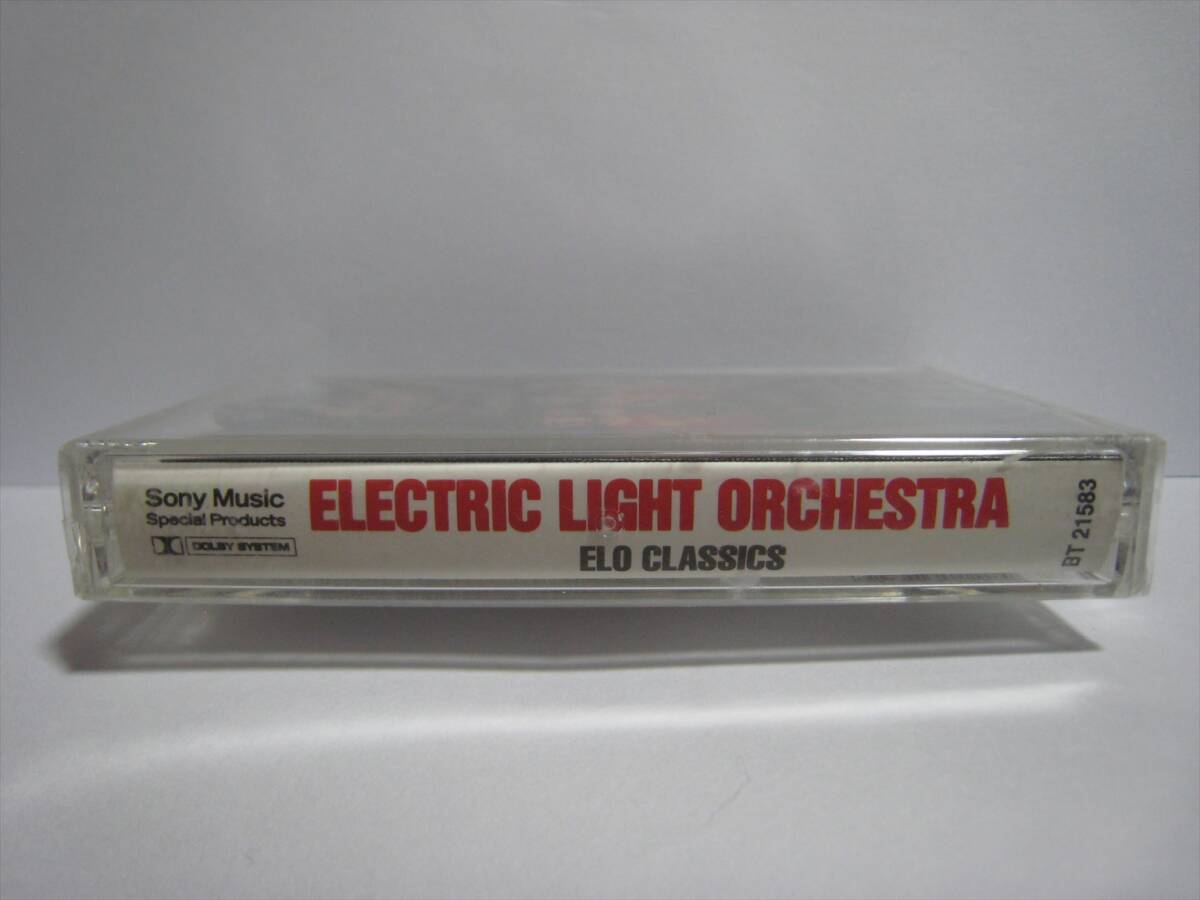 Sony Music
Special Products
DOLBY SYSTEM
ELECTRIC LIGHT ORCHESTRA
ELO CLASSICS
BT 21583